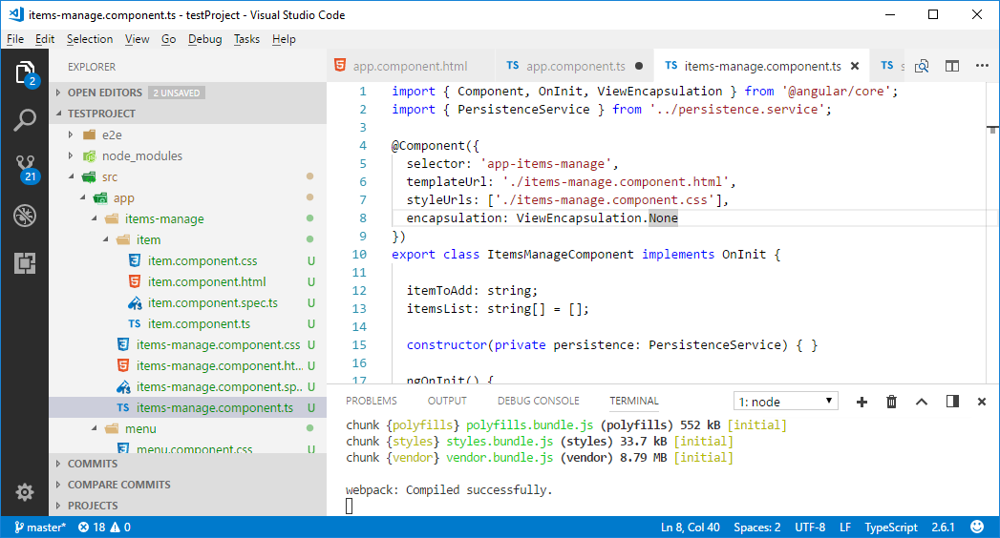 items-manage.component.ts - testProject - Visual Studio Code
File Edit Selection View Go Debug Tasks Help
EXPLORER
OPEN EDITORS 2 UNSAVED
TESTPROJECT
e2e
node_modules
src
app
items-manage
item
item.component.css U
item.component.html U
item.component.spec.ts U
TS item.component.ts U
items-manage.component.css U
items-manage.component.ht... U
items-manage.component.sp... U
TS items-manage.component.ts U
menu
menu.component.css U
COMMITS
COMPARE COMMITS
PROJECTS
2
21
app.component.html TS app.component.ts TS items-manage.component.ts TS s
1 import { Component, OnInit, ViewEncapsulation } from '@angular/core';
2 import { PersistenceService } from '../persistence.service';
3
4 @Component({
5 selector: 'app-items-manage',
6 templateUrl: './items-manage.component.html',
7 styleUrls: ['./items-manage.component.css'],
8 encapsulation: ViewEncapsulation.None
9 })
10 export class ItemsManageComponent implements OnInit {
11
12 itemToAdd: string;
13 itemsList: string[] = [];
14
15 constructor(private persistence: PersistenceService) { }
16
17 ngOnInit() {
PROBLEMS OUTPUT DEBUG CONSOLE TERMINAL 1: node
chunk {polyfills} polyfills.bundle.js (polyfills) 552 kB [initial]
chunk {styles} styles.bundle.js (styles) 33.7 kB [initial]
chunk {vendor} vendor.bundle.js (vendor) 8.79 MB [initial]
webpack: Compiled successfully.
master* 18 0 Ln 8, Col 40 Spaces: 2 UTF-8 LF TypeScript 2.6.1